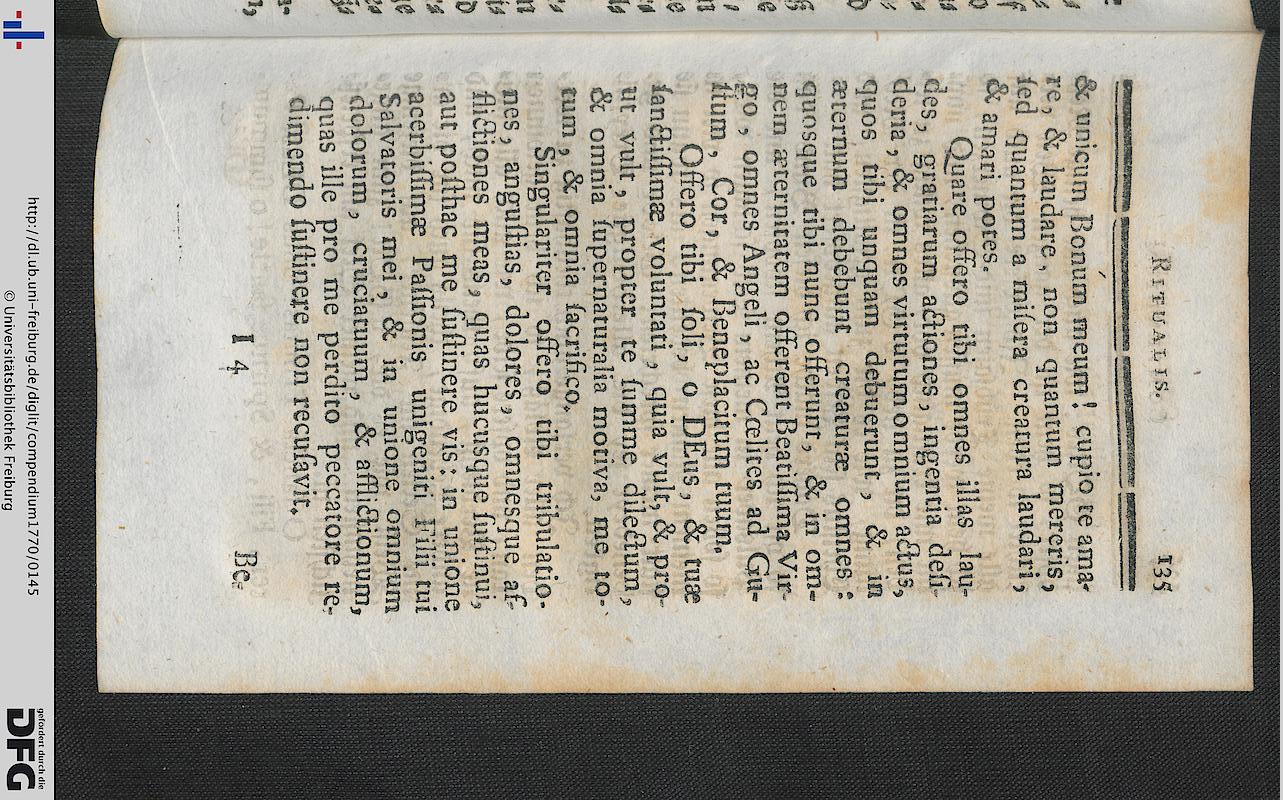 RITUALIS. 135
& unicum Bonum meum! cupio te ama-
re, & laudare, non quantum mereris,
ſed quantum a miſera creatura laudari,
& amari potes.
Quare offero tibi omnes illas lau-
des, gratiarum actiones, ingentia deſi-
deria, & omnes virtutum omnium actus,
quos tibi unquam debuerunt, & in
æternum debebunt creaturæ omnes:
quosque tibi nunc offerunt, & in om-
nem æternitatem offerent Beatiſſima Vir-
go, omnes Angeli, ac Cœlites ad Gu-
ſtum, Cor, & Beneplacitum tuum.
Offero tibi ſoli, o DEus, & tuæ
ſanctiſſimæ voluntati, quia vult, & pro-
ut vult, propter te ſumme dilectum,
& omnia ſupernaturalia motiva, me to-
tum, & omnia ſacrifico.
Singulariter offero tibi tribulatio-
nes, anguſtias, dolores, omnesque af-
flictiones meas, quas hucusque ſuſtinui,
aut poſthac me ſuſtinere vis: in unione
acerbiſſimæ Paſſionis unigeniti Filii tui
Salvatoris mei, & in unione omnium
dolorum, cruciatuum, & afflictionum,
quas ille pro me perdito peccatore re-
dimendo ſuſtinere non recuſavit.
I 4 Be-
http://dl.ub.uni-freiburg.de/diglit/compendium1770/0145
© Universitätsbibliothek Freiburg
gefördert durch die
DFG